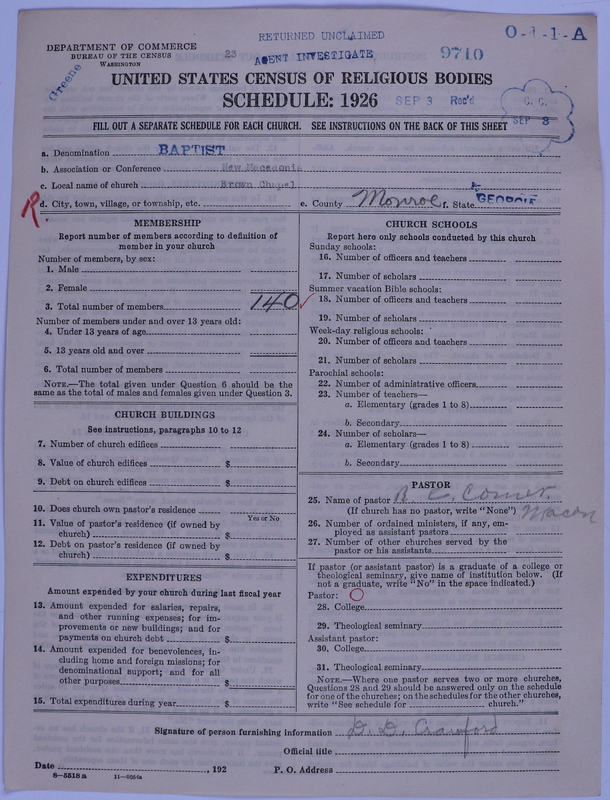 RETURNED UNCLAIMED
O-1-1-A
DEPARTMENT OF COMMERCE
BUREAU OF THE CENSUS
WASHINGTON
Greene
23
AGENT INVESTIGATE
9710
UNITED STATES CENSUS OF RELIGIOUS BODIES
SCHEDULE: 1926
SEP 3 Rec'd
C. C.
SEP 8
FILL OUT A SEPARATE SCHEDULE FOR EACH CHURCH. SEE INSTRUCTIONS ON THE BACK OF THIS SHEET
a. Denomination BAPTIST
b. Association or Conference New Macedonia
c. Local name of church Brown Chapel
R
d. City, town, village, or township, etc.
e. County Monroe f. State GEORGIA
MEMBERSHIP
Report number of members according to definition of
member in your church
Number of members, by sex:
1. Male
2. Female
3. Total number of members 140
Number of members under and over 13 years old:
4. Under 13 years of age
5. 13 years old and over
6. Total number of members
NOTE.—The total given under Question 6 should be
same as the total of males and females given under Question 3.
CHURCH BUILDINGS
See instructions, paragraphs 10 to 12
7. Number of church edifices
8. Value of church edifices $
9. Debt on church edifices $
10. Does church own pastor's residence
Yes or No
11. Value of pastor's residence (if owned by
church) $
12. Debt on pastor's residence (if owned by
church) $
EXPENDITURES
Amount expended by your church during last fiscal year
13. Amount expended for salaries, repairs,
and other running expenses; for im-
provements or new buildings; and for
payments on church debt $
14. Amount expended for benevolences, in-
cluding home and foreign missions; for
denominational support; and for all
other purposes $
15. Total expenditures during year $
CHURCH SCHOOLS
Report here only schools conducted by this church
Sunday schools:
16. Number of officers and teachers
17. Number of scholars
Summer vacation Bible schools:
18. Number of officers and teachers
19. Number of scholars
Week-day religious schools:
20. Number of officers and teachers
21. Number of scholars
Parochial schools:
22. Number of administrative officers
23. Number of teachers—
a. Elementary (grades 1 to 8)
b. Secondary
24. Number of scholars—
a. Elementary (grades 1 to 8)
b. Secondary
PASTOR
25. Name of pastor R. C. Comer
(If church has no pastor, write "None") Macon
26. Number of ordained ministers, if any, em-
ployed as assistant pastors
27. Number of other churches served by the
pastor or his assistants
If pastor (or assistant pastor) is a graduate of a college or
theological seminary, give name of institution below. (If
not a graduate, write "No" in the space indicated.)
Pastor:
28. College
29. Theological seminary
Assistant pastor:
30. College
31. Theological seminary
NOTE.—Where one pastor serves two or more churches,
Questions 28 and 29 should be answered only on the schedule
for one of the churches; on the schedules for the other churches,
write "See schedule for church."
Signature of person furnishing information D. D. Crawford
Official title
Date , 192 P. O. Address
8—5518a 11—9054a